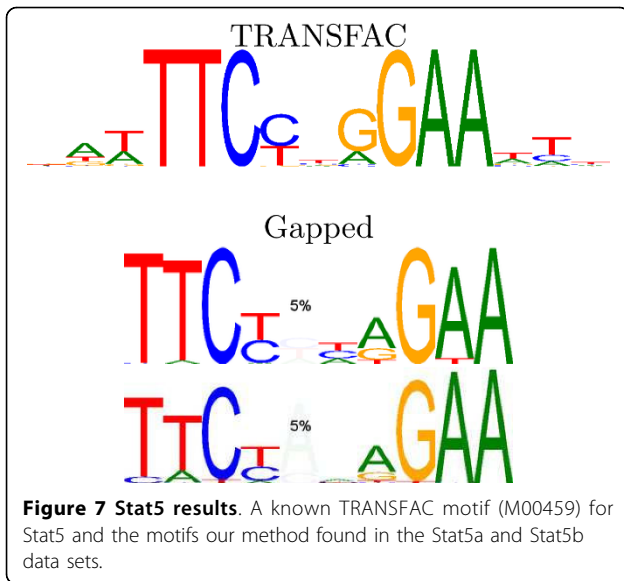 TRANSFAC
Gapped
5%
5%
Figure 7 Stat5 results. A known TRANSFAC motif (M00459) for
Stat5 and the motifs our method found in the Stat5a and Stat5b
data sets.